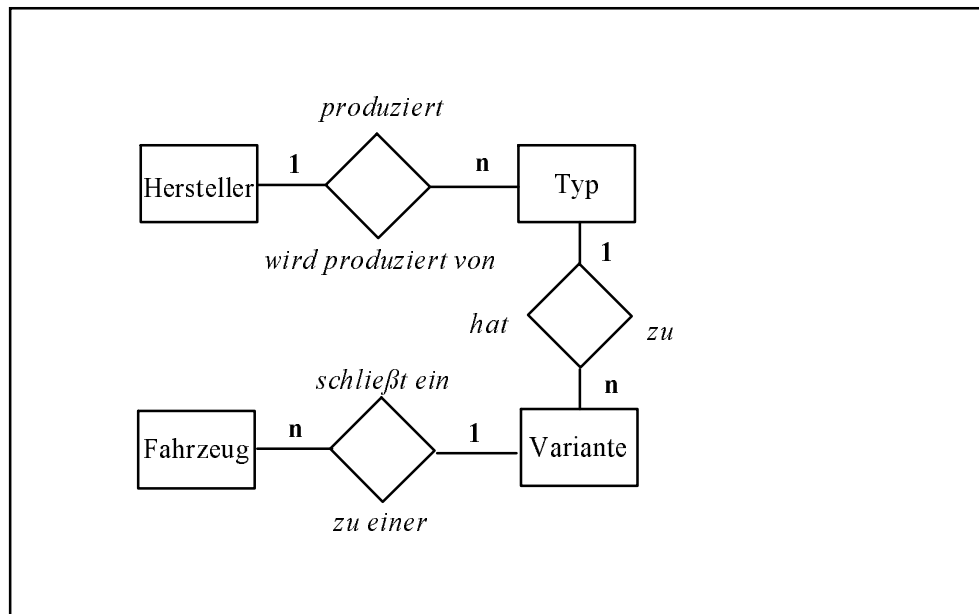 produziert
1
n
Hersteller
Typ
wird produziert von
1
hat
zu
n
schließt ein
Fahrzeug
n
1
Variante
zu einer